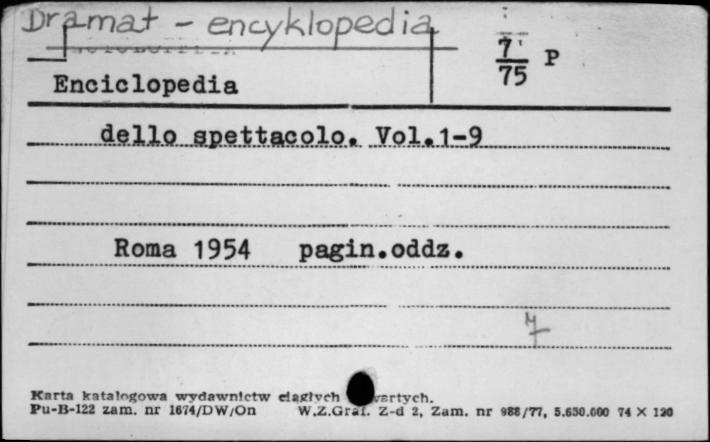 Dramat - encyklopedia
7
75 P
Enciclopedia
dello spettacolo. Vol.1-9
Roma 1954 pagin.oddz.
Karta katalogowa wydawnictw ciągłych
Pu-B-122 zam. nr 1674/DW/On W.Z.Graf. Z-d 2, Zam. nr 988/77, 5.630.000 74 X 120